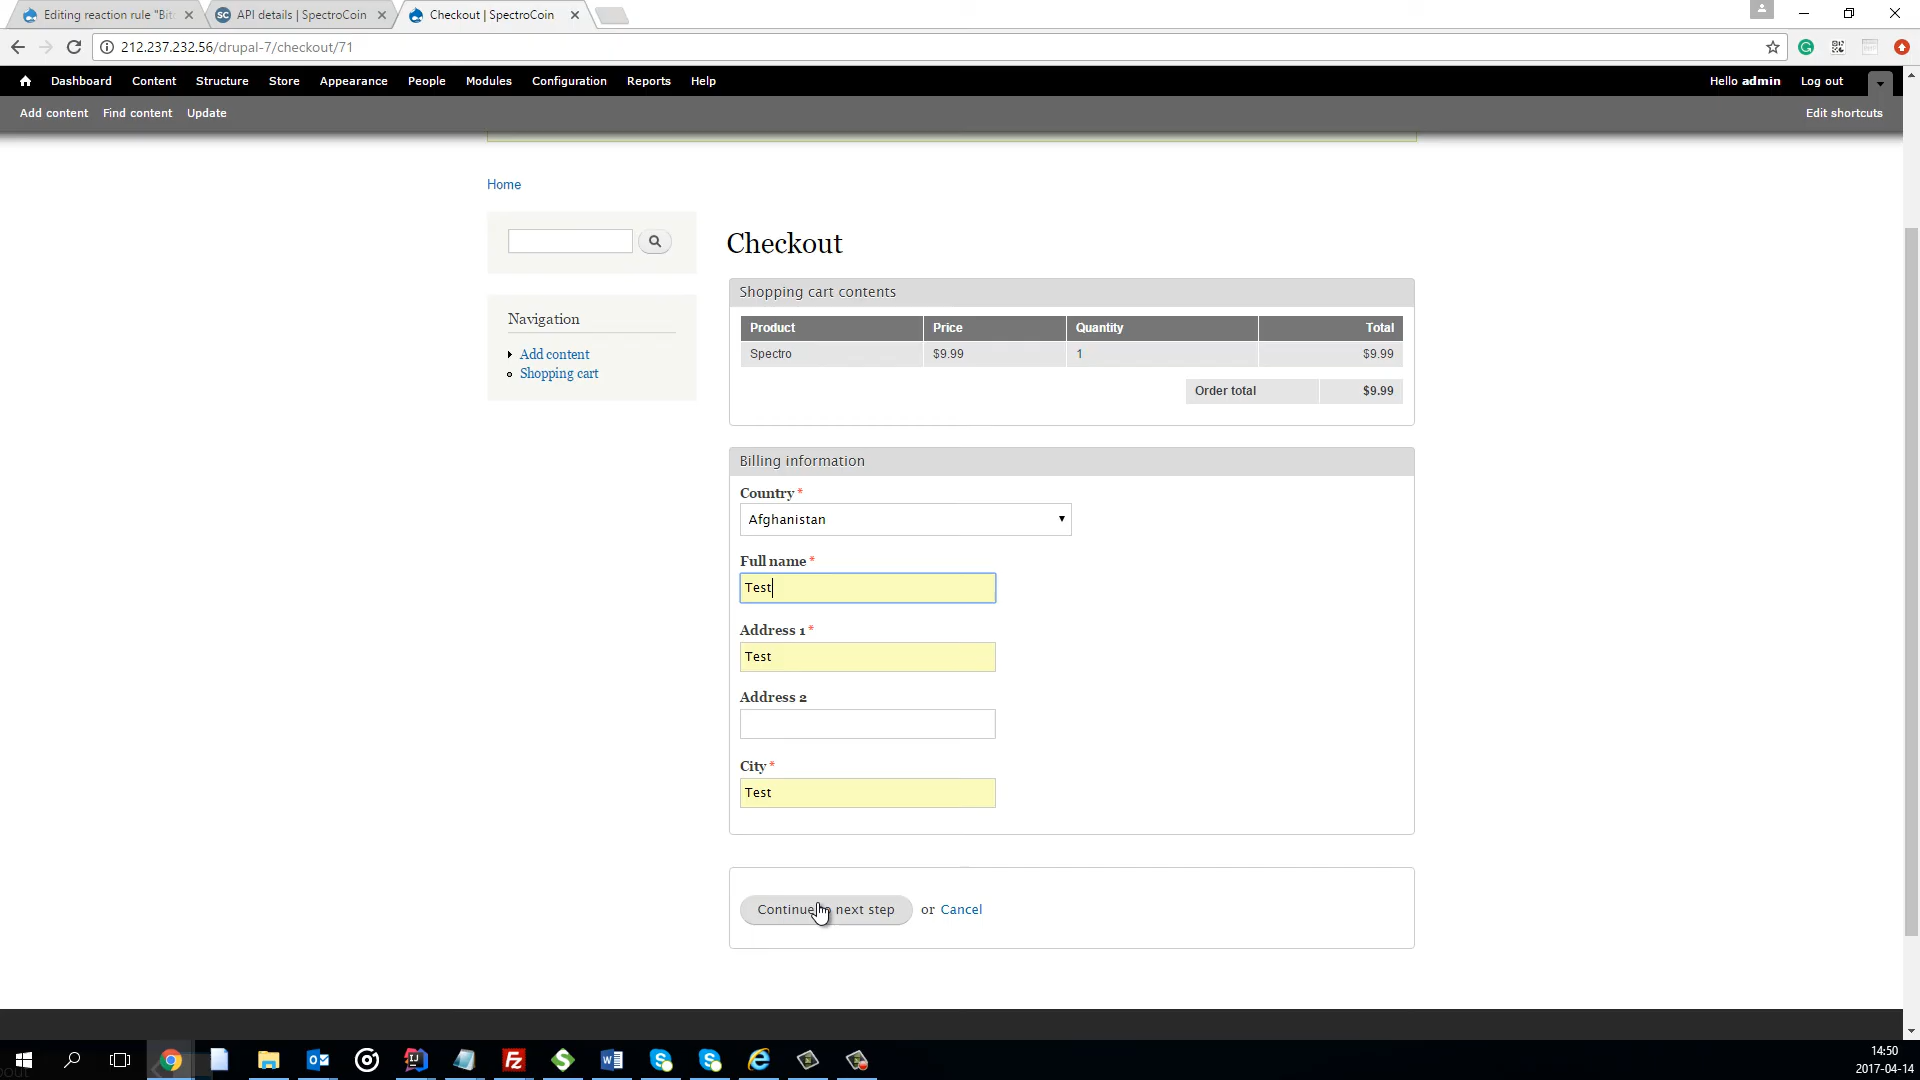 Editing reaction rule "Bit
API details | SpectroCoin
Checkout | SpectroCoin
212.237.232.56/drupal-7/checkout/71
Dashboard Content Structure Store Appearance People Modules Configuration Reports Help
Hello admin Log out
Add content Find content Update
Edit shortcuts
Home
Checkout
Navigation
Add content
Shopping cart
Shopping cart contents
Product Price Quantity Total
Spectro $9.99 1 $9.99
Order total $9.99
Billing information
Country *
Afghanistan
Full name *
Test
Address 1 *
Test
Address 2
City *
Test
Continue next step or Cancel
14:50
2017-04-14